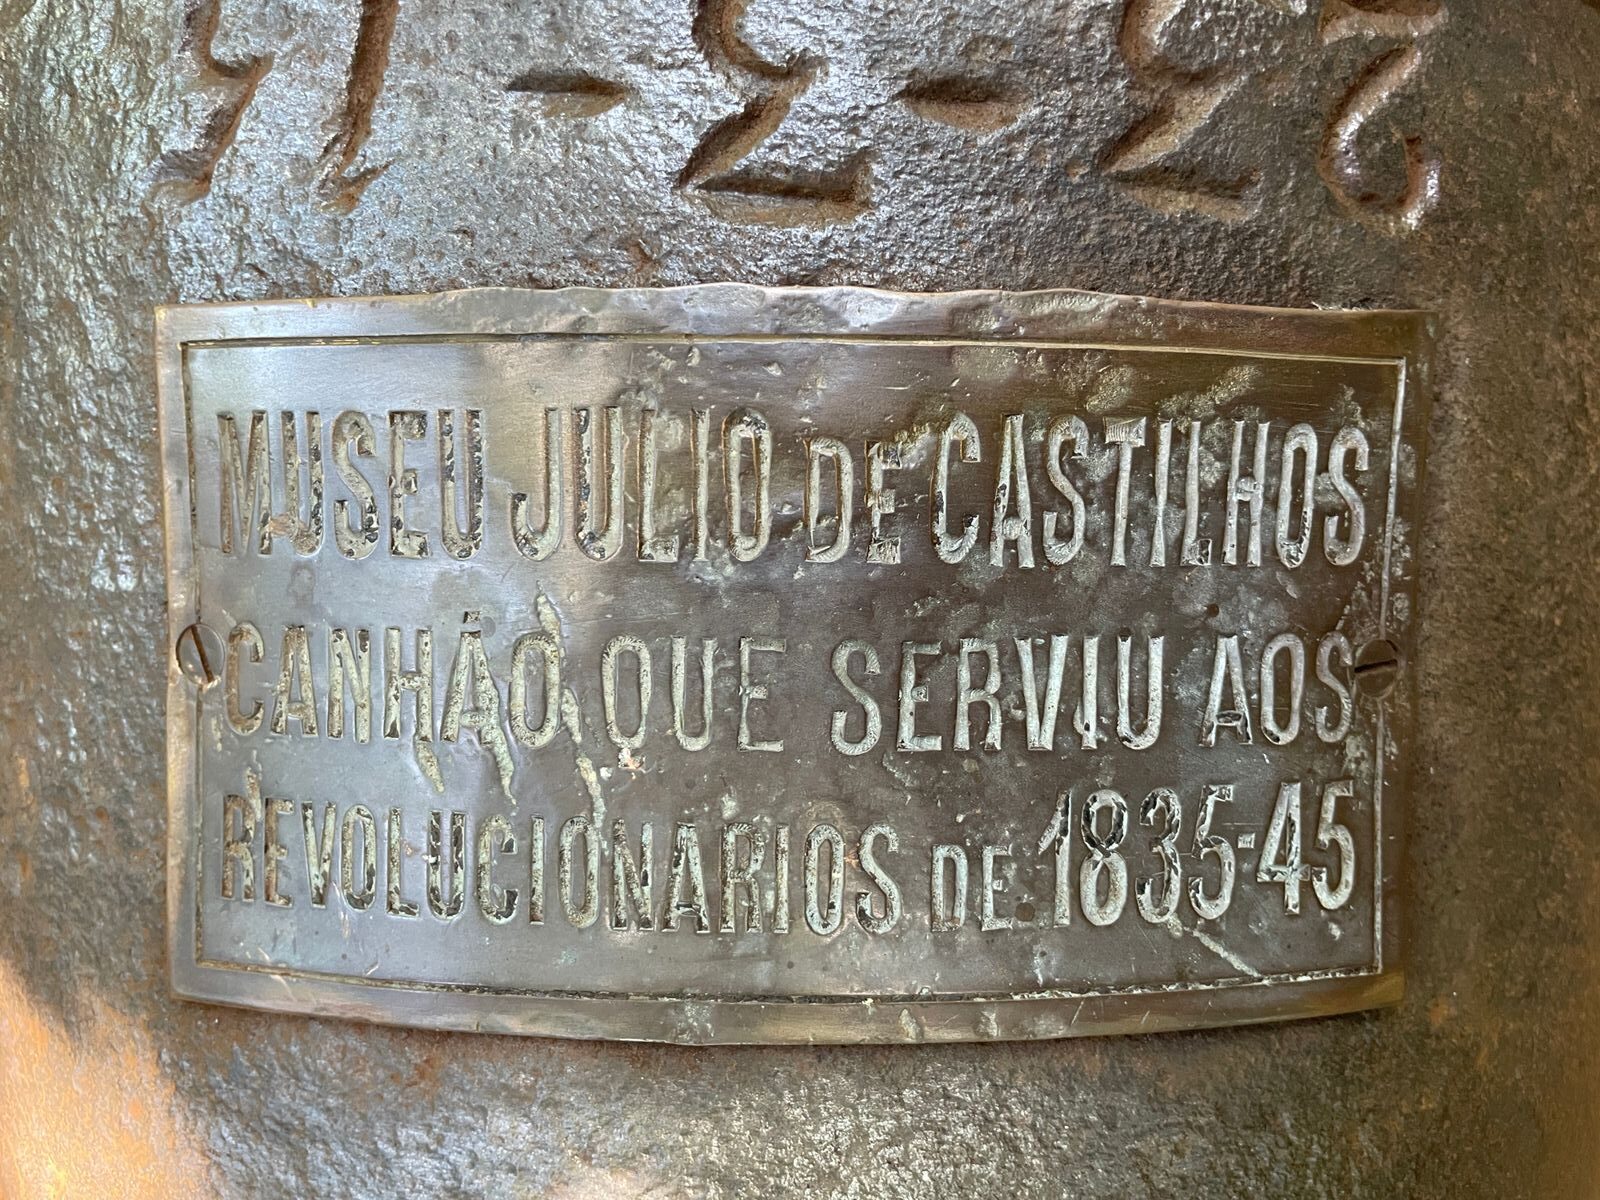 MUSEU JULIO DE CASTILHOS
CANHÃO QUE SERVIU AOS
REVOLUCIONARIOS DE 1835-45